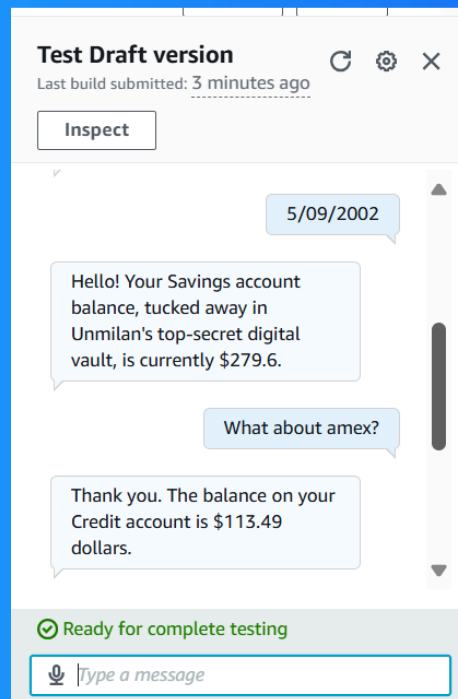 Test Draft version
Last build submitted: 3 minutes ago
Inspect
5/09/2002
Hello! Your Savings account
balance, tucked away in
Unmilan's top-secret digital
vault, is currently $279.6.
What about amex?
Thank you. The balance on your
Credit account is $113.49
dollars.
Ready for complete testing
Type a message